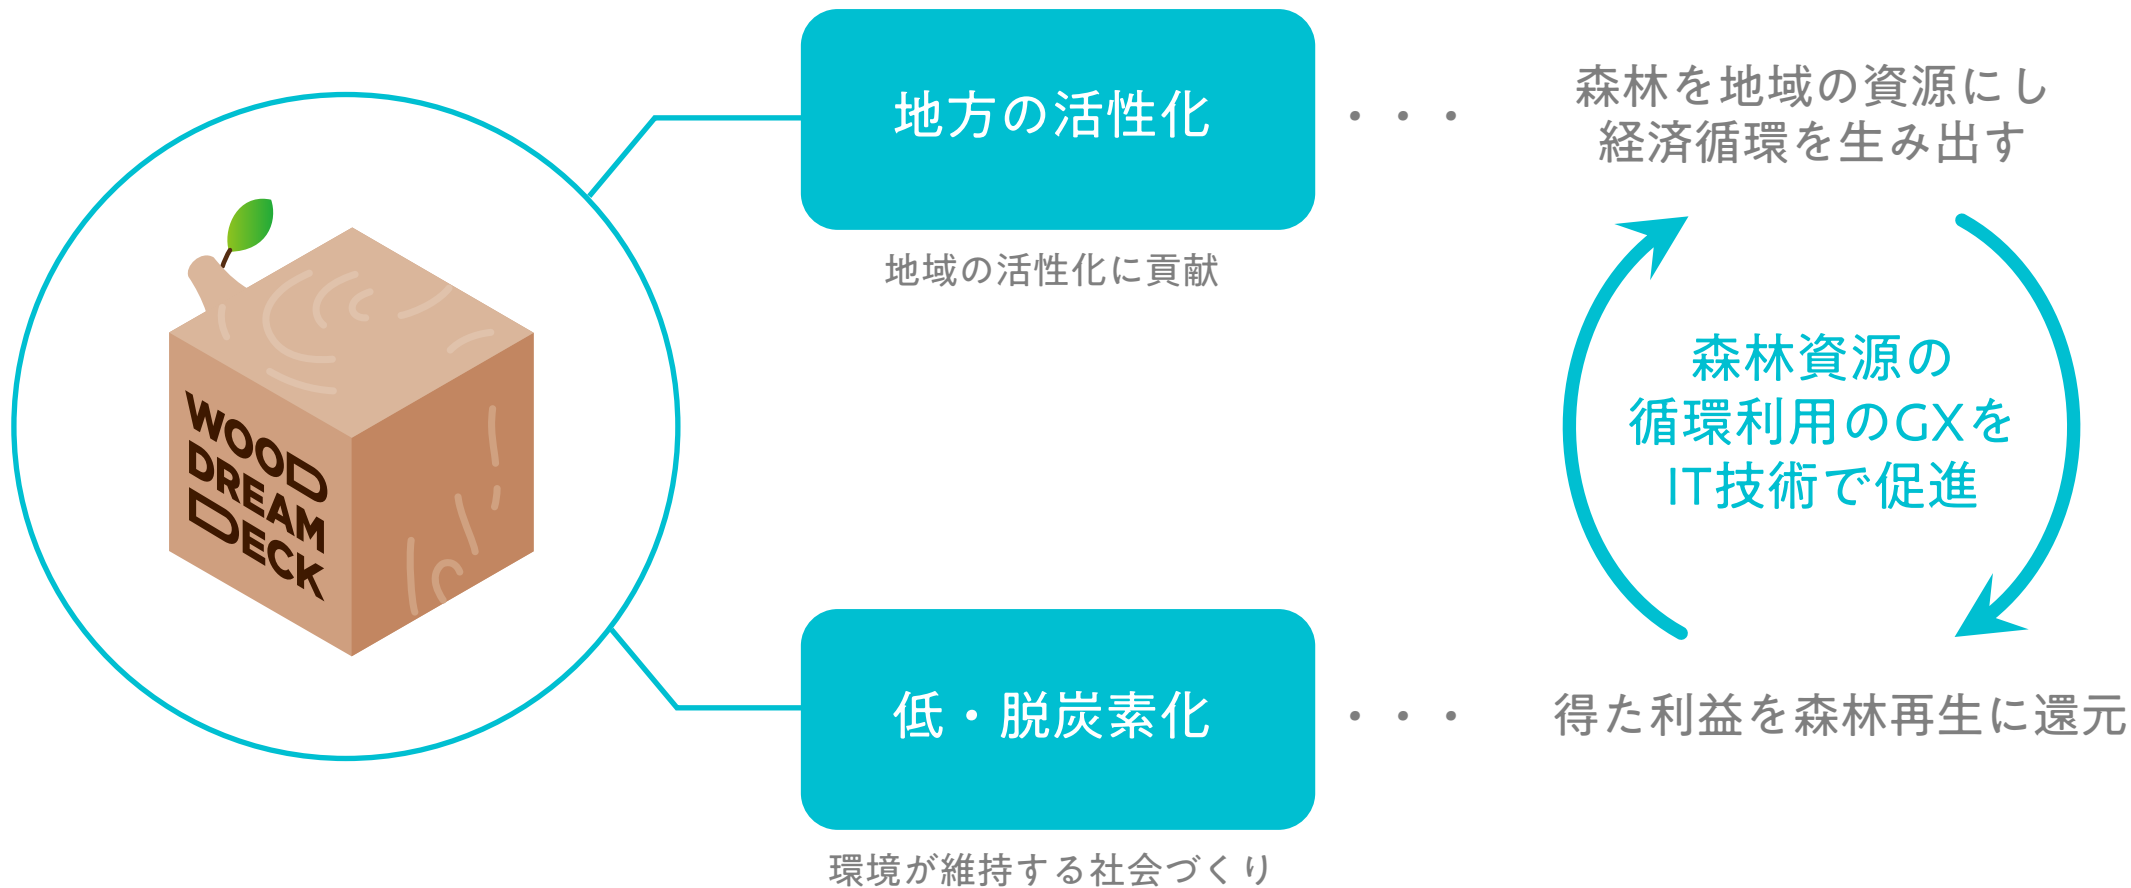 WOOD
DREAM
DECK
地方の活性化
地域の活性化に貢献
・・・
森林を地域の資源にし
経済循環を生み出す
森林資源の
循環利用のGXを
IT技術で促進
低・脱炭素化
環境が維持する社会づくり
・・・
得た利益を森林再生に還元